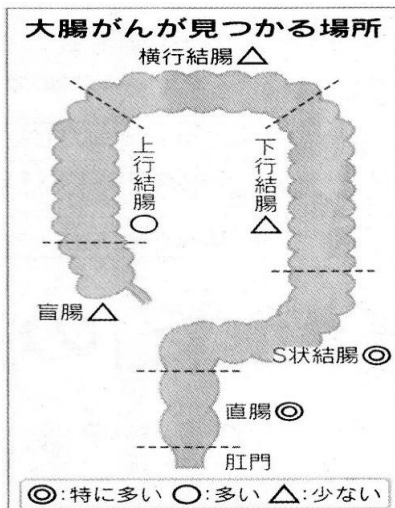 大腸がんが見つかる場所
横行結腸△
上行結腸○
下行結腸△
盲腸△
S状結腸◎
直腸◎
肛門
◎:特に多い ○:多い △:少ない